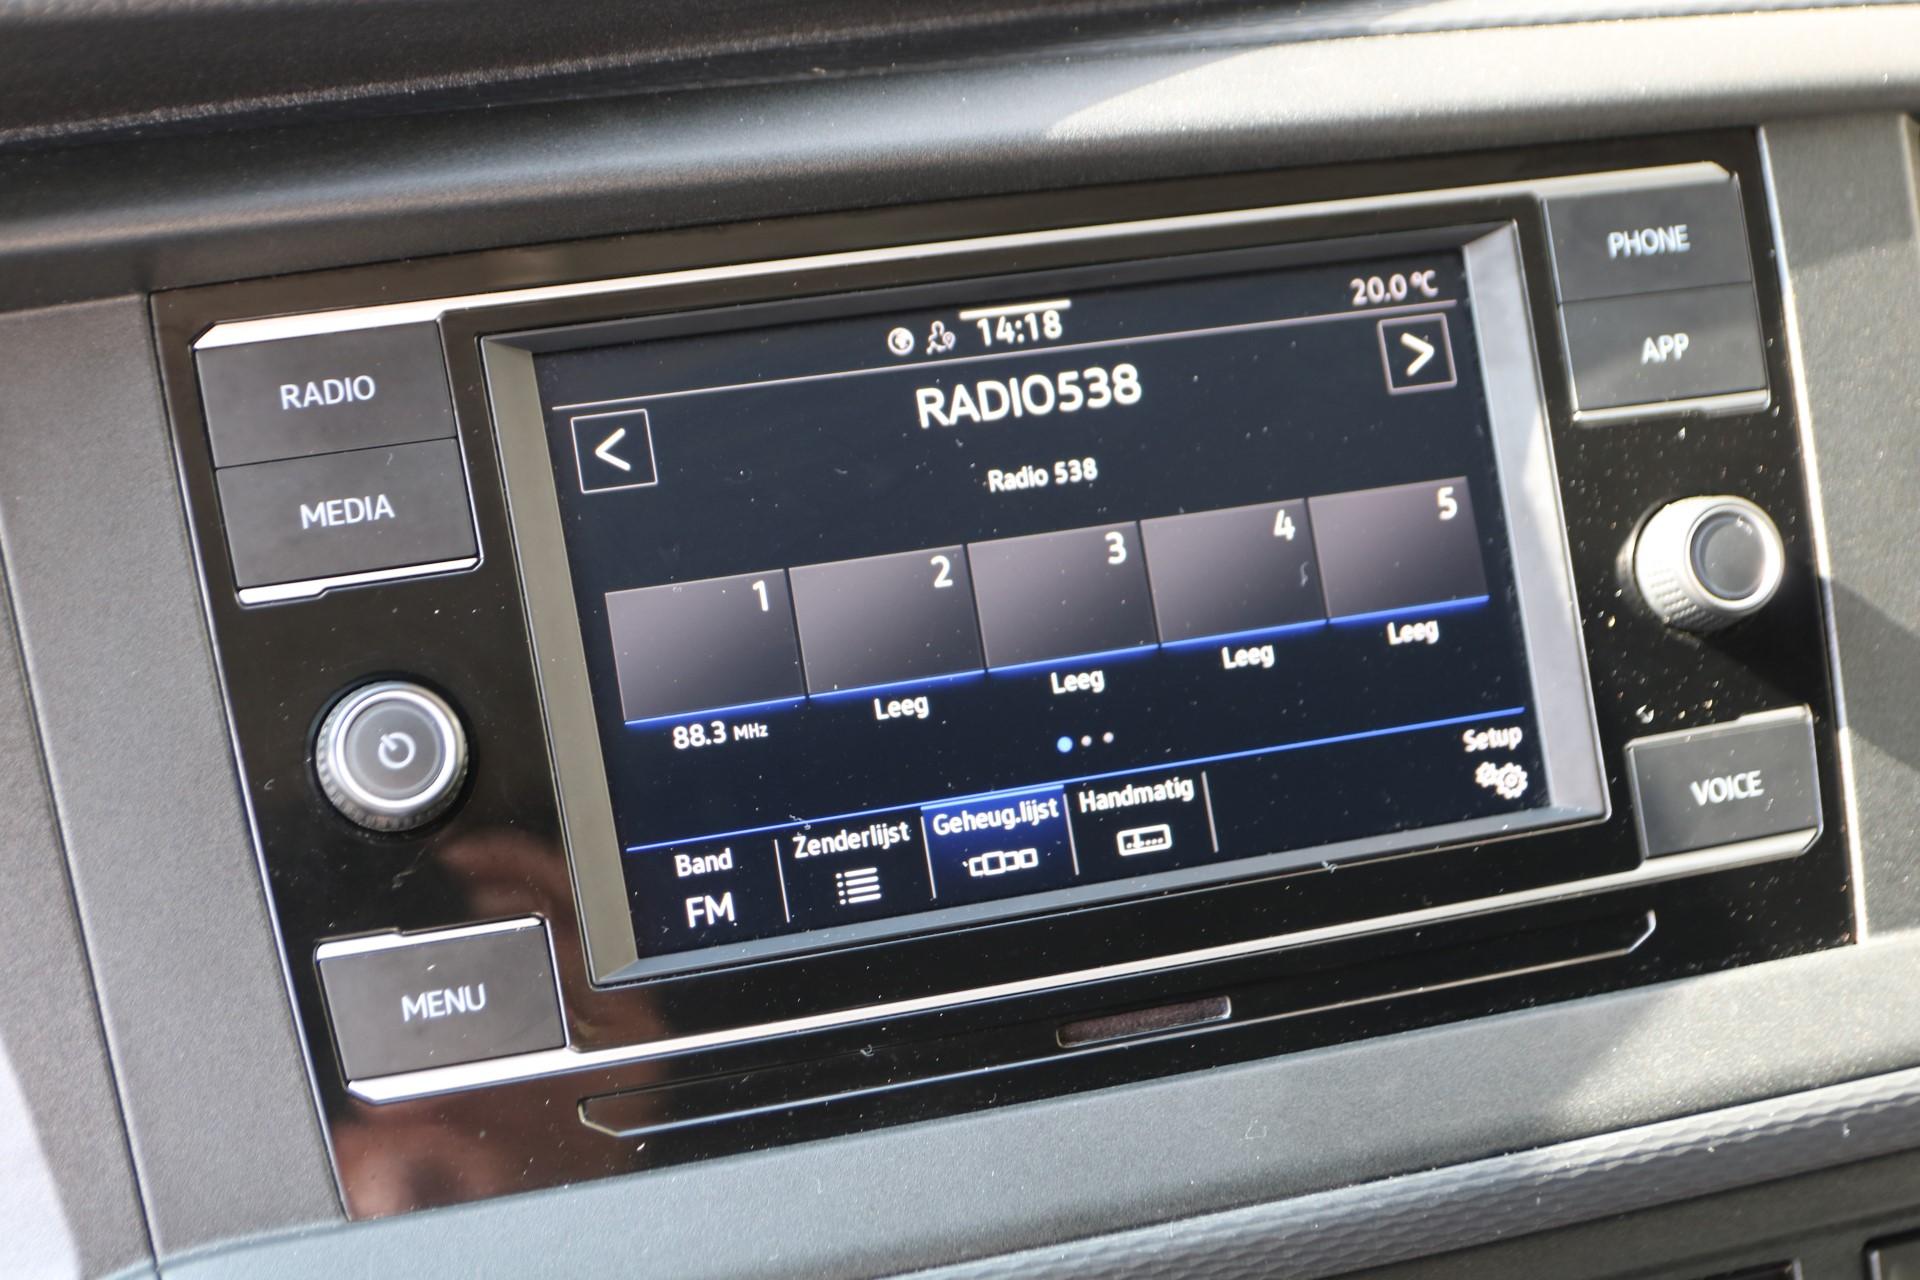 20.0 °C
14:18
RADIO538
Radio 538
<
>
1
2
3
4
5
88.3 MHz
Leeg
Leeg
Leeg
Leeg
Setup
Band
FM
Zenderlijst
Geheug.lijst
Handmatig
RADIO
MEDIA
MENU
PHONE
APP
VOICE